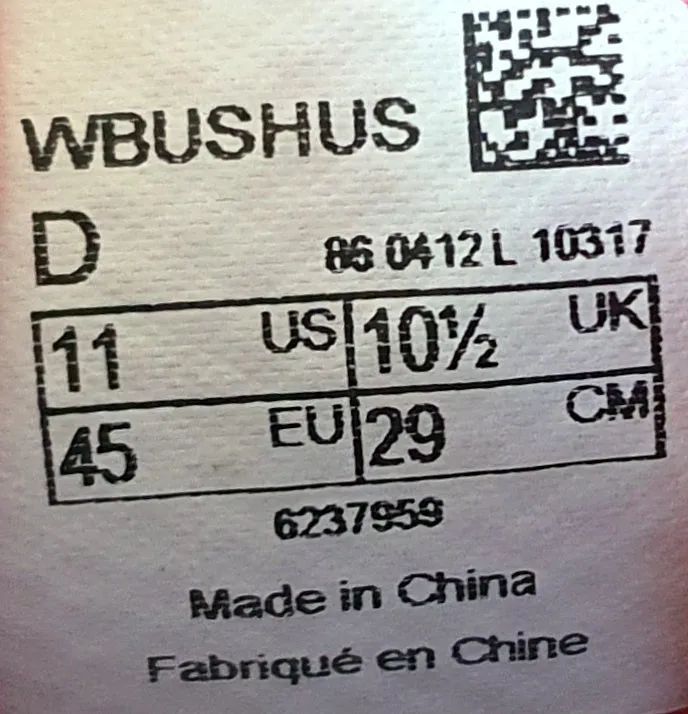 WBUSHUS
D
86 0412 L 10317
11 US 10½ UK
45 EU 29 CM
6237959
Made in China
Fabriqué en Chine